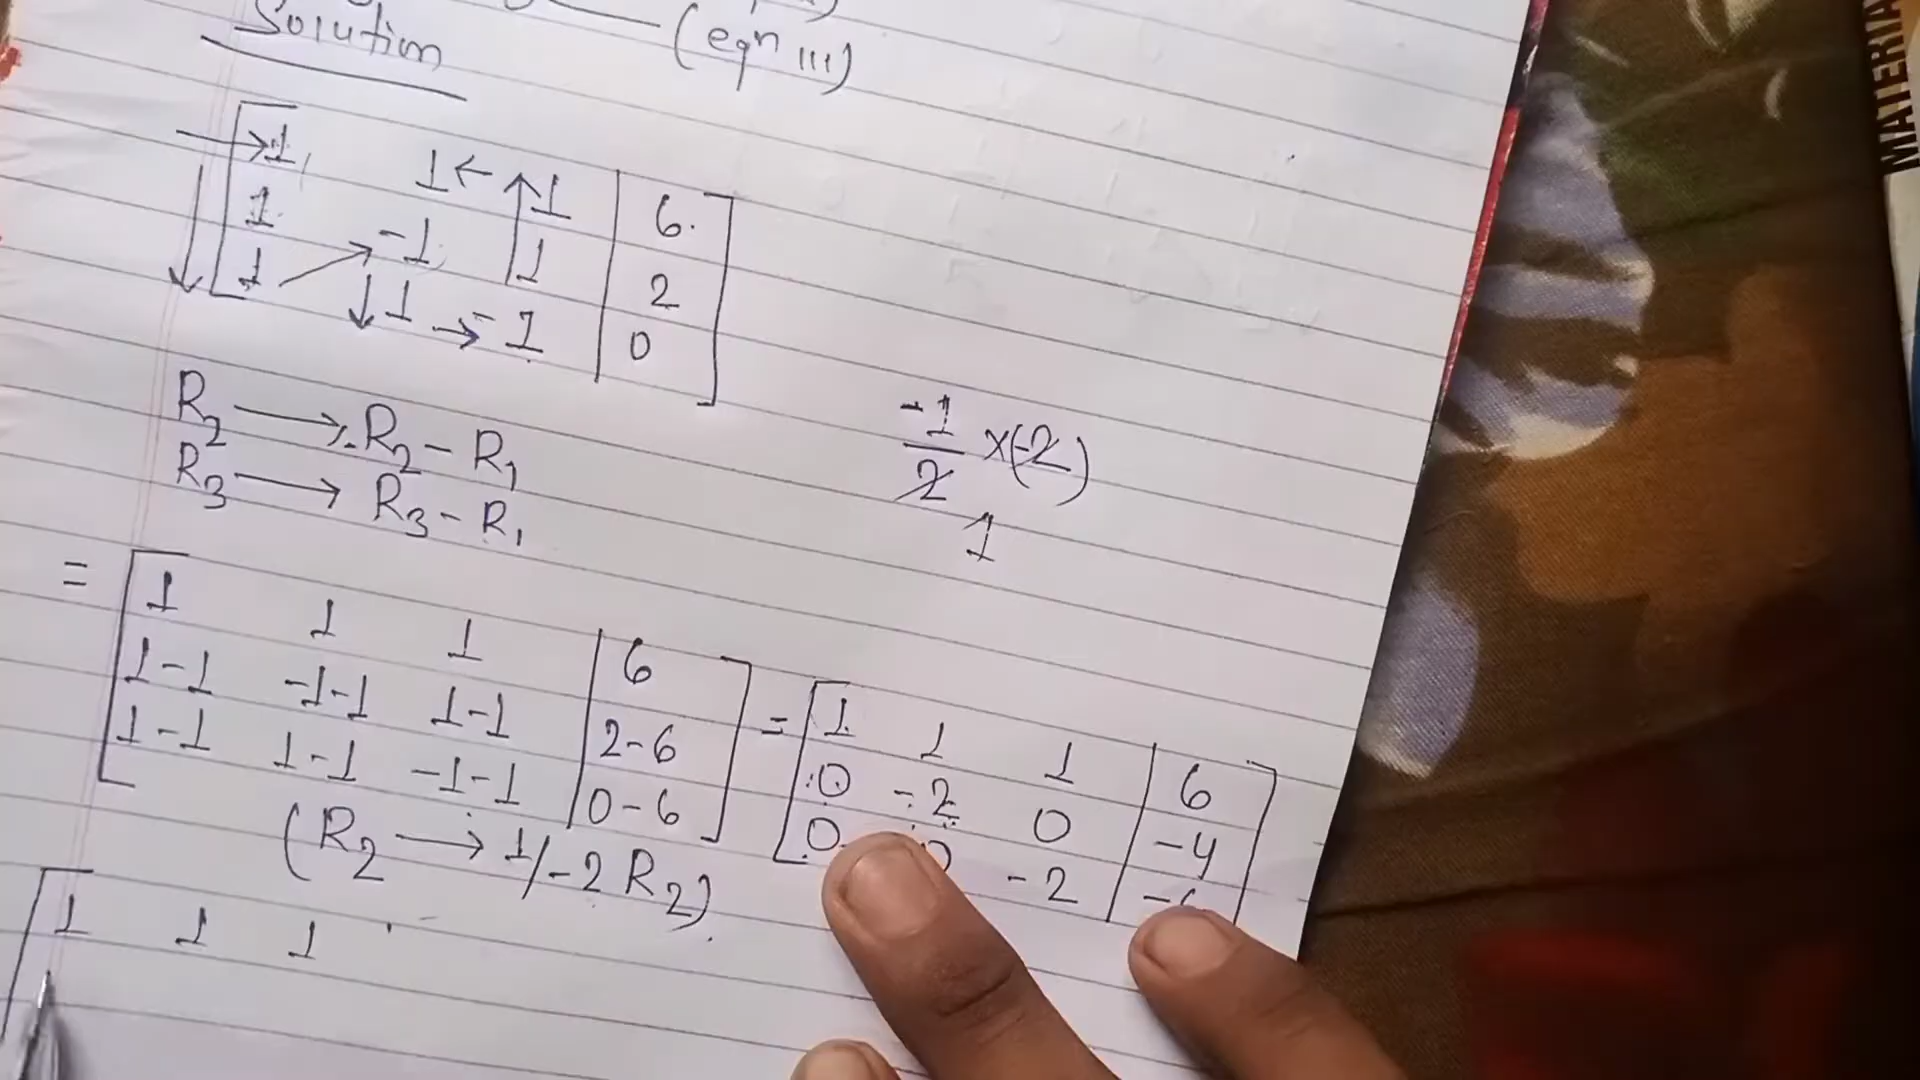 Solution
(eqn III)
1 1 1 | 6
1 -1 1 | 2
1 1 -1 | 0
R2 → R2 - R1
R3 → R3 - R1
-1/2 x(-2)
1
= [1 1 1 | 6] = [1 1 1 | 6]
1-1 -1-1 1-1 | 2-6 0 -2 0 | -4
1-1 1-1 -1-1 | 0-6 0 0 -2
(R2 → 1/-2 R2)
1 1 1
MATERIA